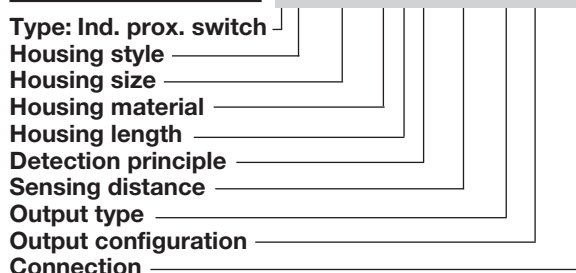 Type: Ind. prox. switch
Housing style
Housing size
Housing material
Housing length
Detection principle
Sensing distance
Output type
Output configuration
Connection